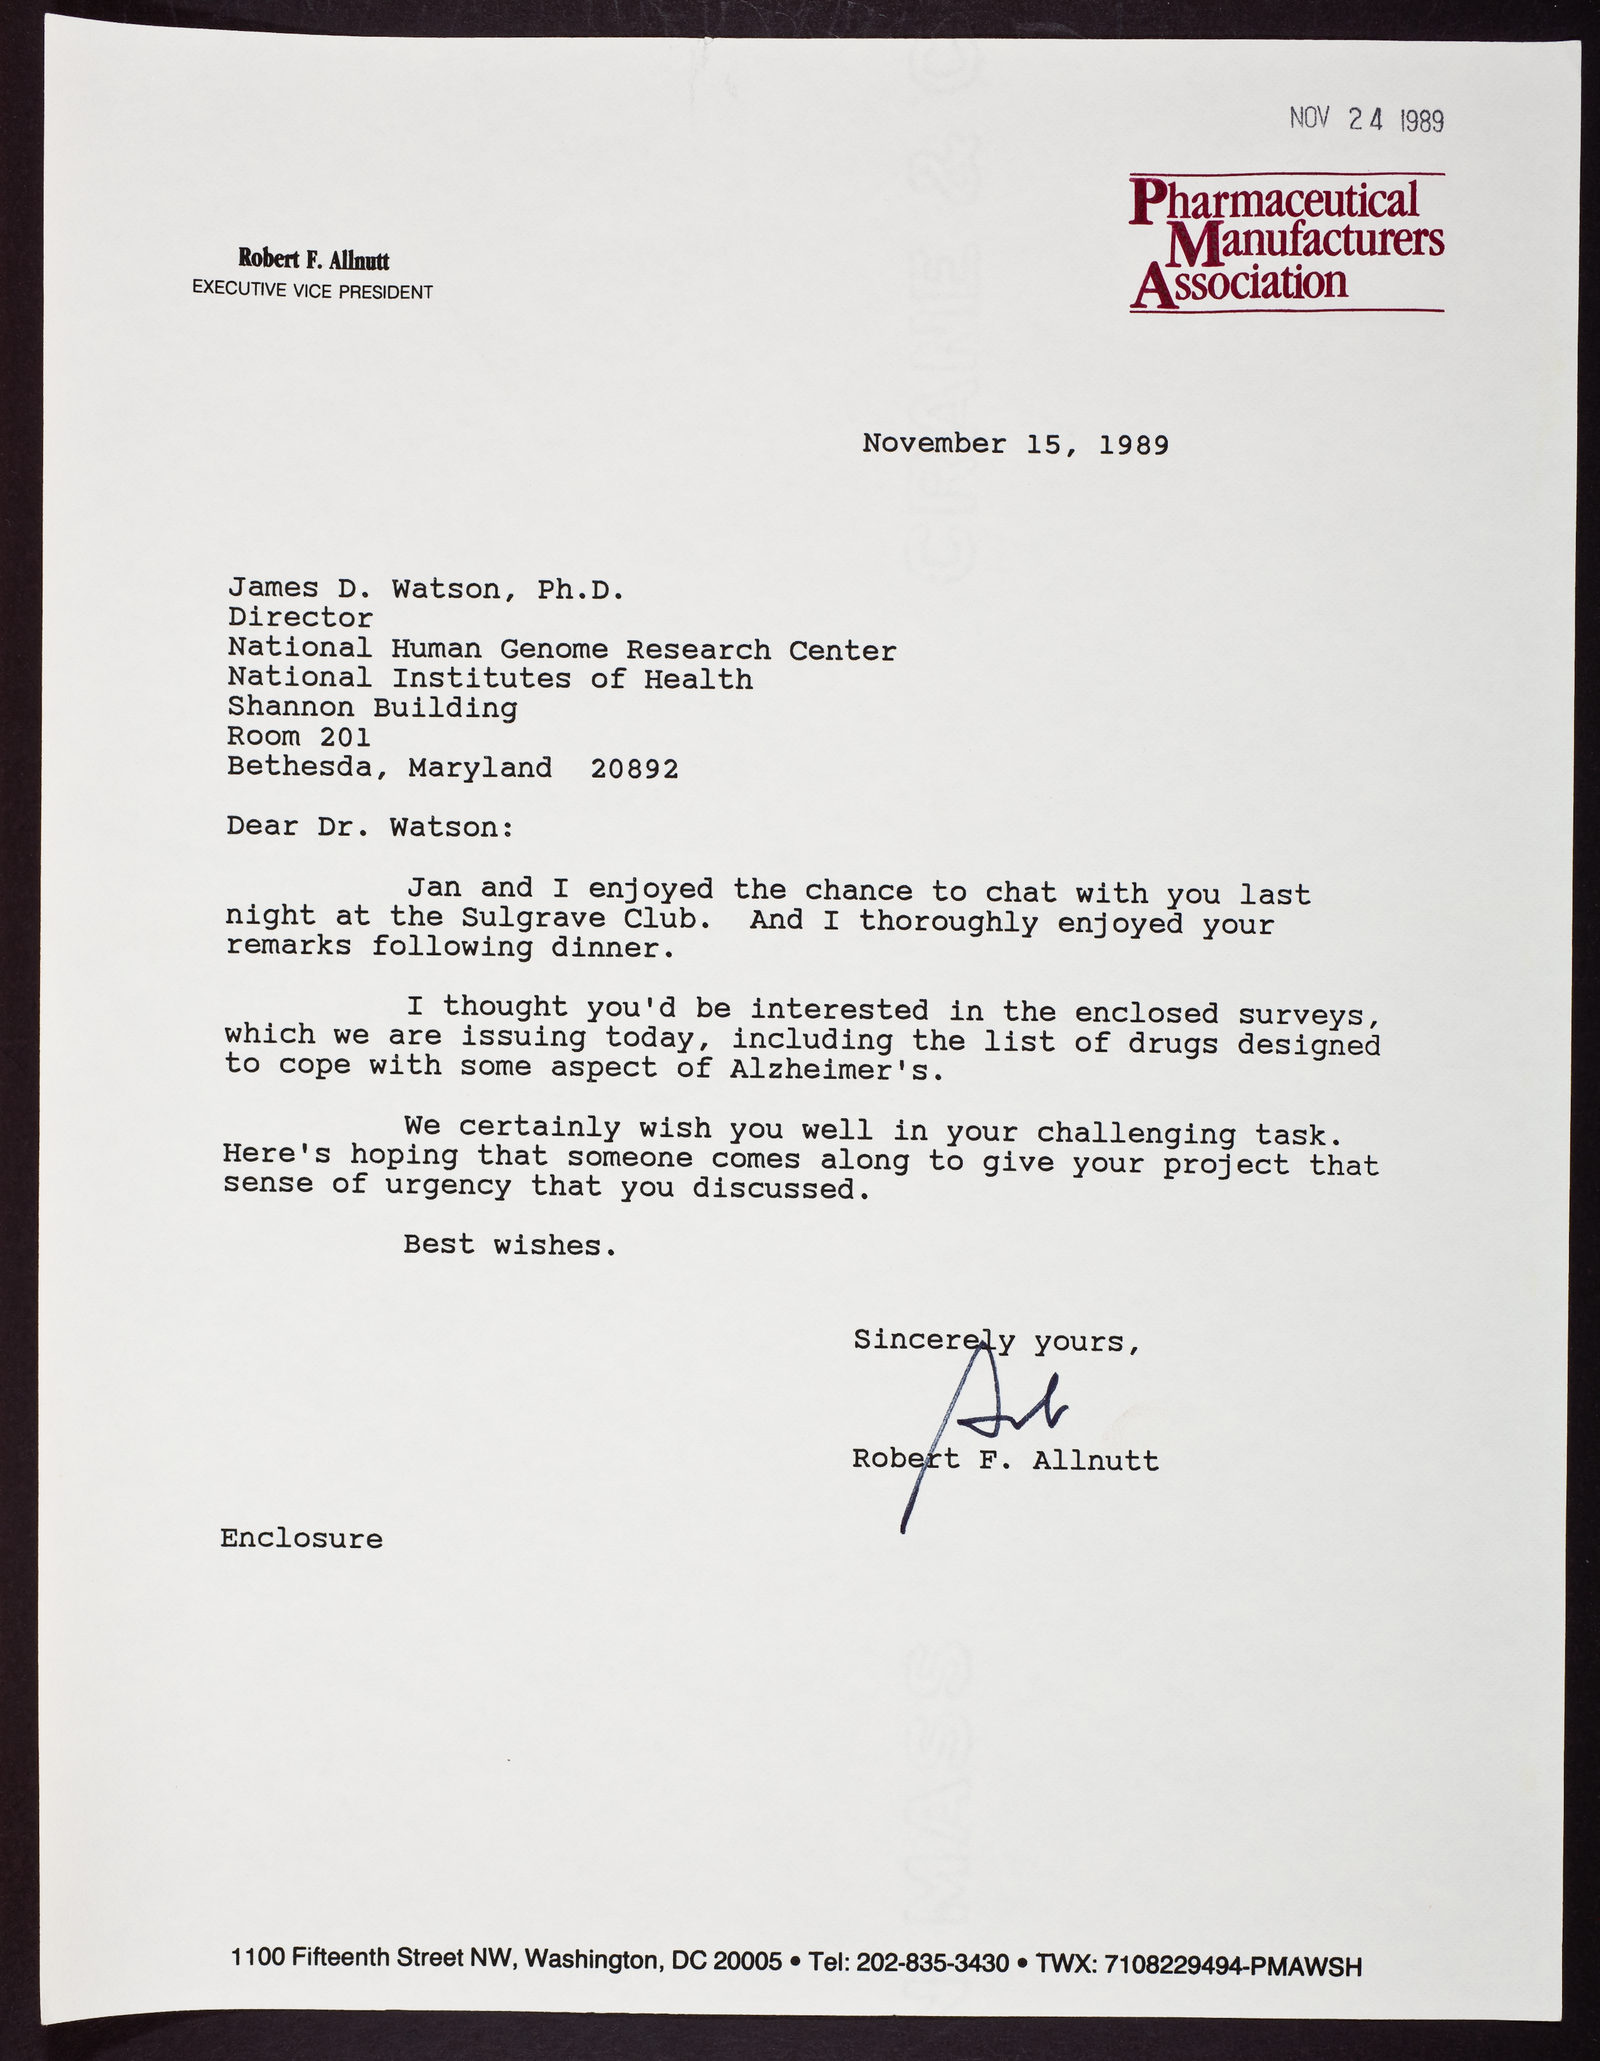 NOV 24 1989
Pharmaceutical
Manufacturers
Association
Robert F. Allnutt
EXECUTIVE VICE PRESIDENT
November 15, 1989
James D. Watson, Ph.D.
Director
National Human Genome Research Center
National Institutes of Health
Shannon Building
Room 201
Bethesda, Maryland  20892
Dear Dr. Watson:
Jan and I enjoyed the chance to chat with you last
night at the Sulgrave Club.  And I thoroughly enjoyed your
remarks following dinner.
I thought you'd be interested in the enclosed surveys,
which we are issuing today, including the list of drugs designed
to cope with some aspect of Alzheimer's.
We certainly wish you well in your challenging task.
Here's hoping that someone comes along to give your project that
sense of urgency that you discussed.
Best wishes.
Sincerely yours,
Robert F. Allnutt
Enclosure
1100 Fifteenth Street NW, Washington, DC 20005 • Tel: 202-835-3430 • TWX: 7108229494-PMAWSH